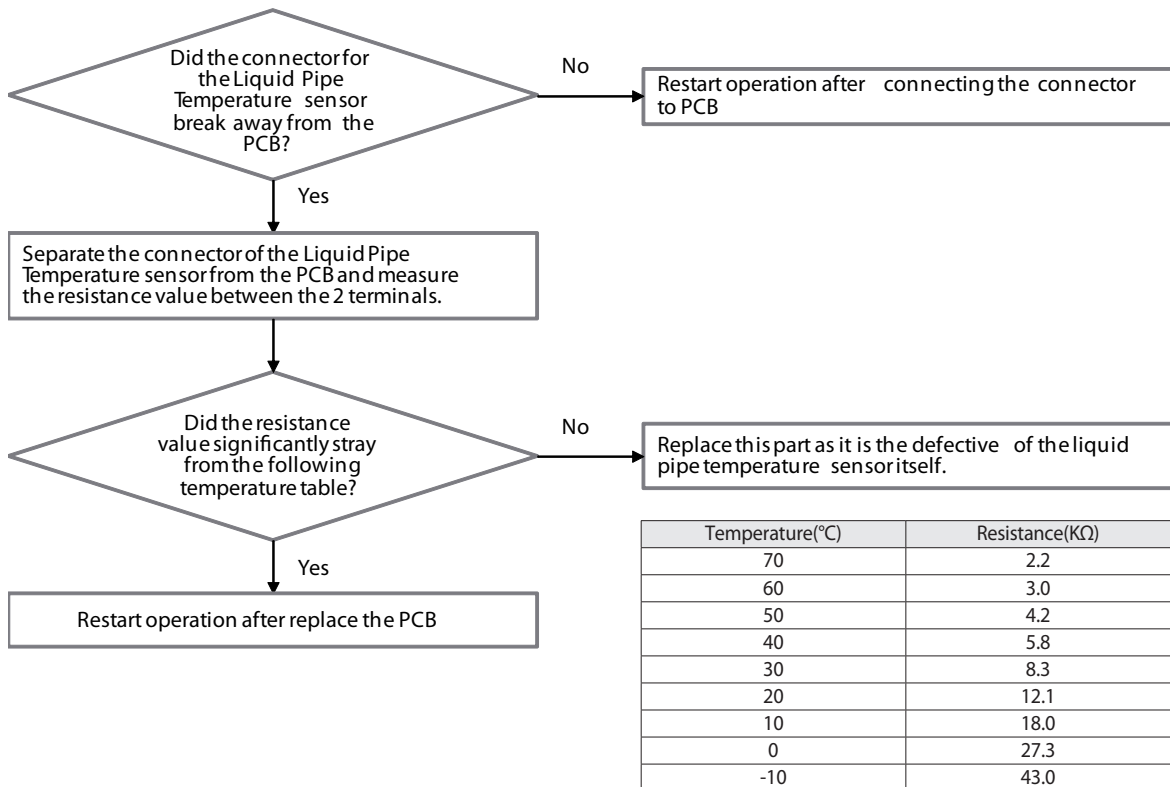 Did the connector for
the Liquid Pipe
Temperature sensor
break away from the
PCB?
No
Restart operation after connecting the connector
to PCB
Yes
Separate the connector of the Liquid Pipe
Temperature sensor from the PCB and measure
the resistance value between the 2 terminals.
Did the resistance
value significantly stray
from the following
temperature table?
No
Replace this part as it is the defective of the liquid
pipe temperature sensor itself.
Yes
Restart operation after replace the PCB
Temperature(°C) Resistance(KΩ)
70 2.2
60 3.0
50 4.2
40 5.8
30 8.3
20 12.1
10 18.0
0 27.3
-10 43.0